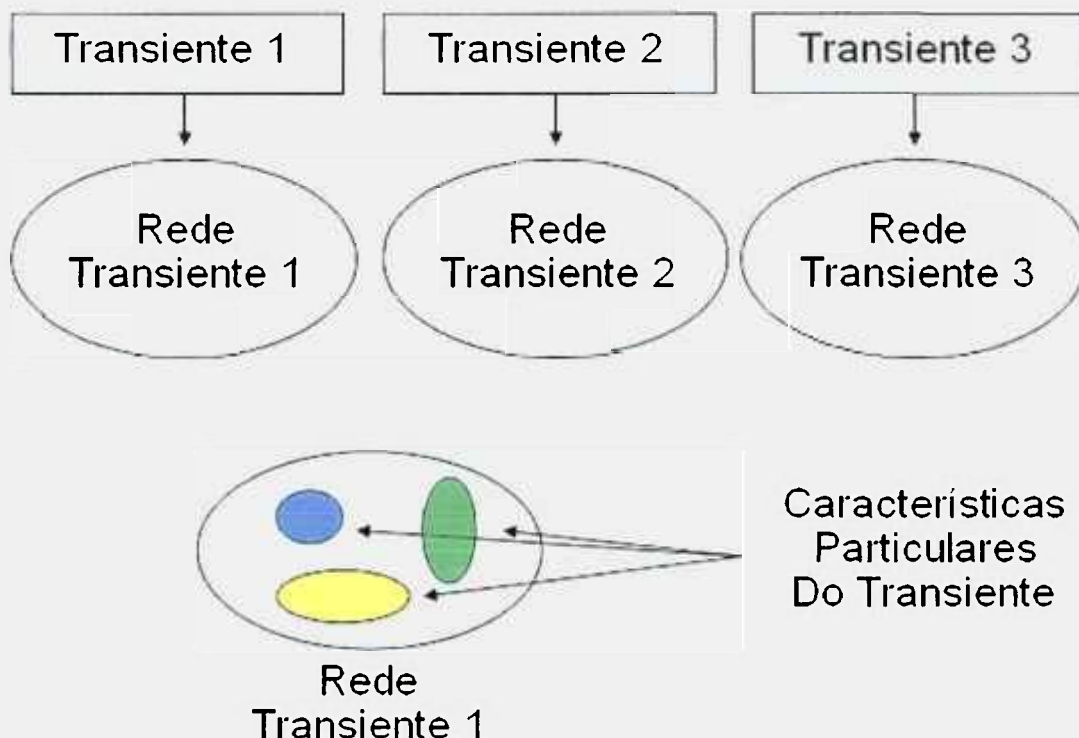 Transiente 1
Transiente 2
Transiente 3
Rede
Transiente 1
Rede
Transiente 2
Rede
Transiente 3
Características
Particulares
Do Transiente
Rede
Transiente 1